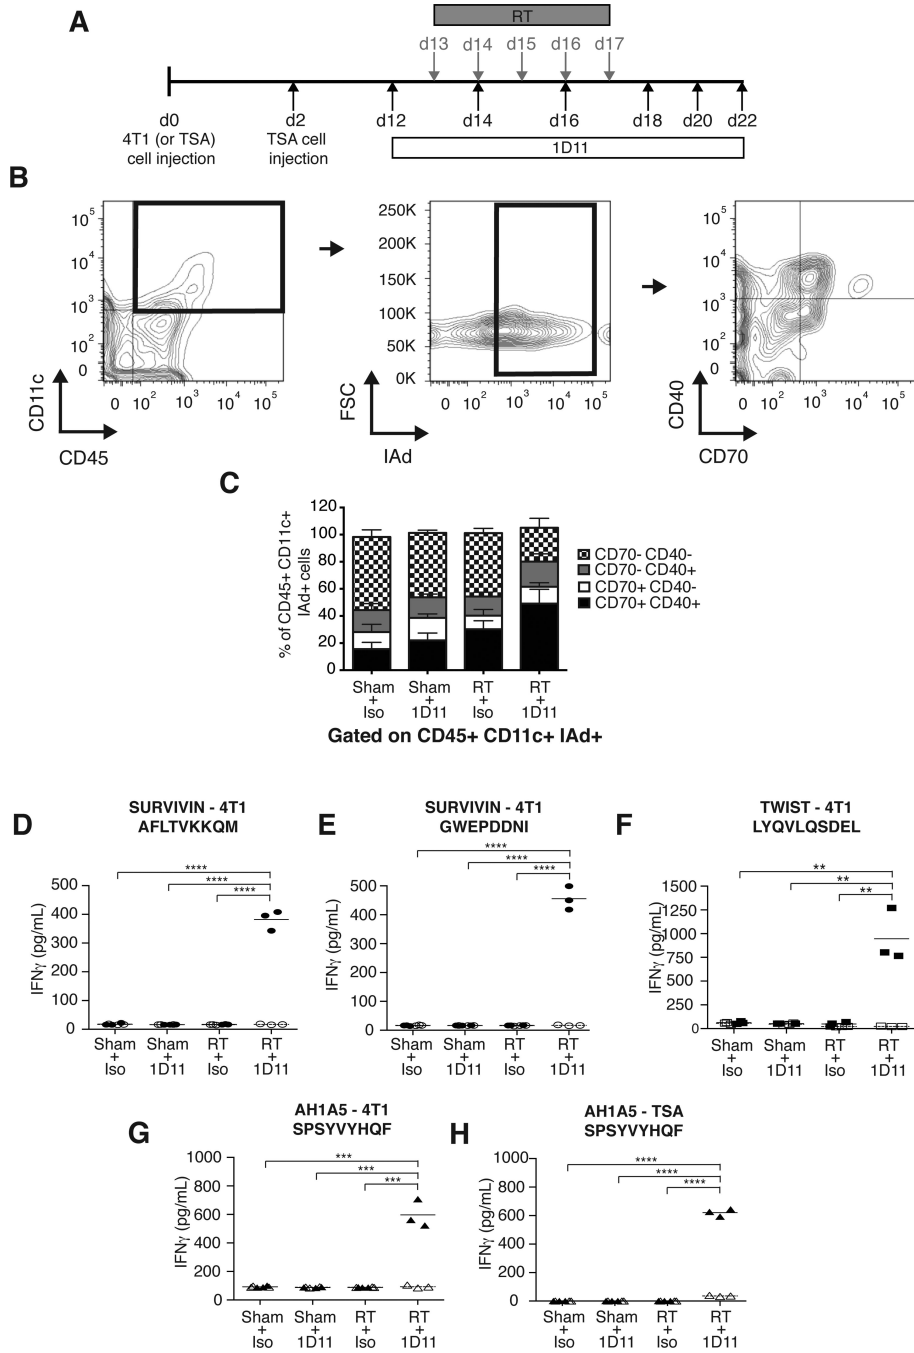 A
RT
d13 d14 d15 d16 d17
d0 d2 d12 d14 d16 d18 d20 d22
4T1 (or TSA)
cell injection
TSA cell
injection
1D11
B
10^5
10^4
10^3
10^2
0
0 10^2 10^3 10^4 10^5
CD11c
CD45
250K
200K
150K
100K
50K
0K
0 10^2 10^3 10^4 10^5
FSC
IAd
10^5
10^4
10^3
10^2
0
0 10^2 10^3 10^4 10^5
CD40
CD70
C
% of CD45+ CD11c+
IAd+ cells
120
100
80
60
40
20
0
Sham + Iso
Sham + 1D11
RT + Iso
RT + 1D11
CD70- CD40-
CD70- CD40+
CD70+ CD40-
CD70+ CD40+
Gated on CD45+ CD11c+ IAd+
D
SURVIVIN - 4T1
AFLTVKKQM
****
****
****
IFNγ (pg/mL)
500
400
300
200
100
0
Sham + Iso
Sham + 1D11
RT + Iso
RT + 1D11
E
SURVIVIN - 4T1
GWEPDDNI
****
****
****
IFNγ (pg/mL)
500
400
300
200
100
0
Sham + Iso
Sham + 1D11
RT + Iso
RT + 1D11
F
TWIST - 4T1
LYQVLQSDEL
**
**
**
IFNγ (pg/mL)
1500
1250
1000
750
500
250
0
Sham + Iso
Sham + 1D11
RT + Iso
RT + 1D11
G
AH1A5 - 4T1
SPSYVYHQF
***
***
***
IFNγ (pg/mL)
1000
800
600
400
200
0
Sham + Iso
Sham + 1D11
RT + Iso
RT + 1D11
H
AH1A5 - TSA
SPSYVYHQF
****
****
****
IFNγ (pg/mL)
1000
800
600
400
200
0
Sham + Iso
Sham + 1D11
RT + Iso
RT + 1D11